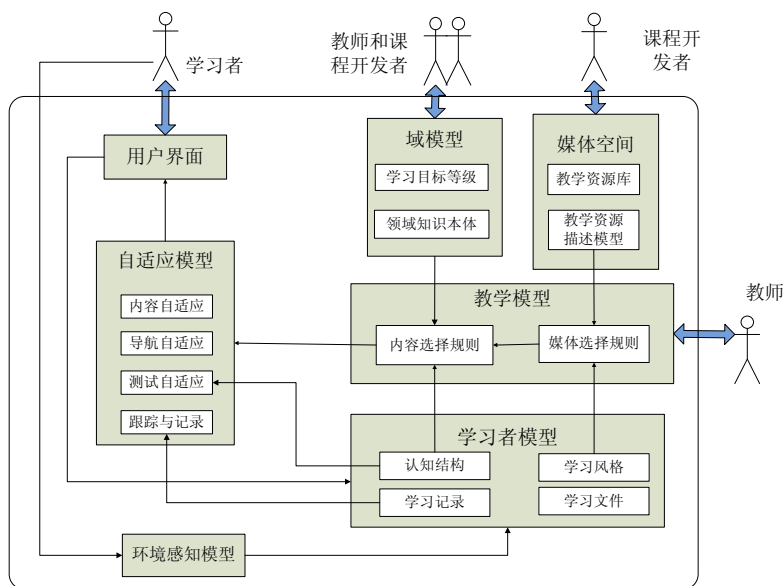 学习者
教师和课
程开发者
课程开
发者
用户界面
域模型
学习目标等级
领域知识本体
媒体空间
教学资源库
教学资源
描述模型
自适应模型
内容自适应
导航自适应
测试自适应
跟踪与记录
教学模型
内容选择规则
媒体选择规则
教师
学习者模型
认知结构
学习风格
学习记录
学习文件
环境感知模型